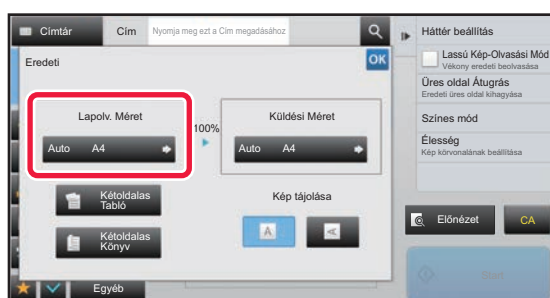 Címtár
Cím
Nyomja meg ezt a Cím megadásához
Eredeti
OK
Lapolv. Méret
Auto A4
100%
Küldési Méret
Auto A4
Kétoldalas
Tabló
Kétoldalas
Könyv
Kép tájolása
A
A
Egyéb
Háttér beállítás
Lassú Kép-Olvasási Mód
Vékony eredeti beolvasása
Üres oldal Átugrás
Eredeti üres oldal kihagyása
Színes mód
Élesség
Kép körvonalának beállítása
Előnézet
CA
Start